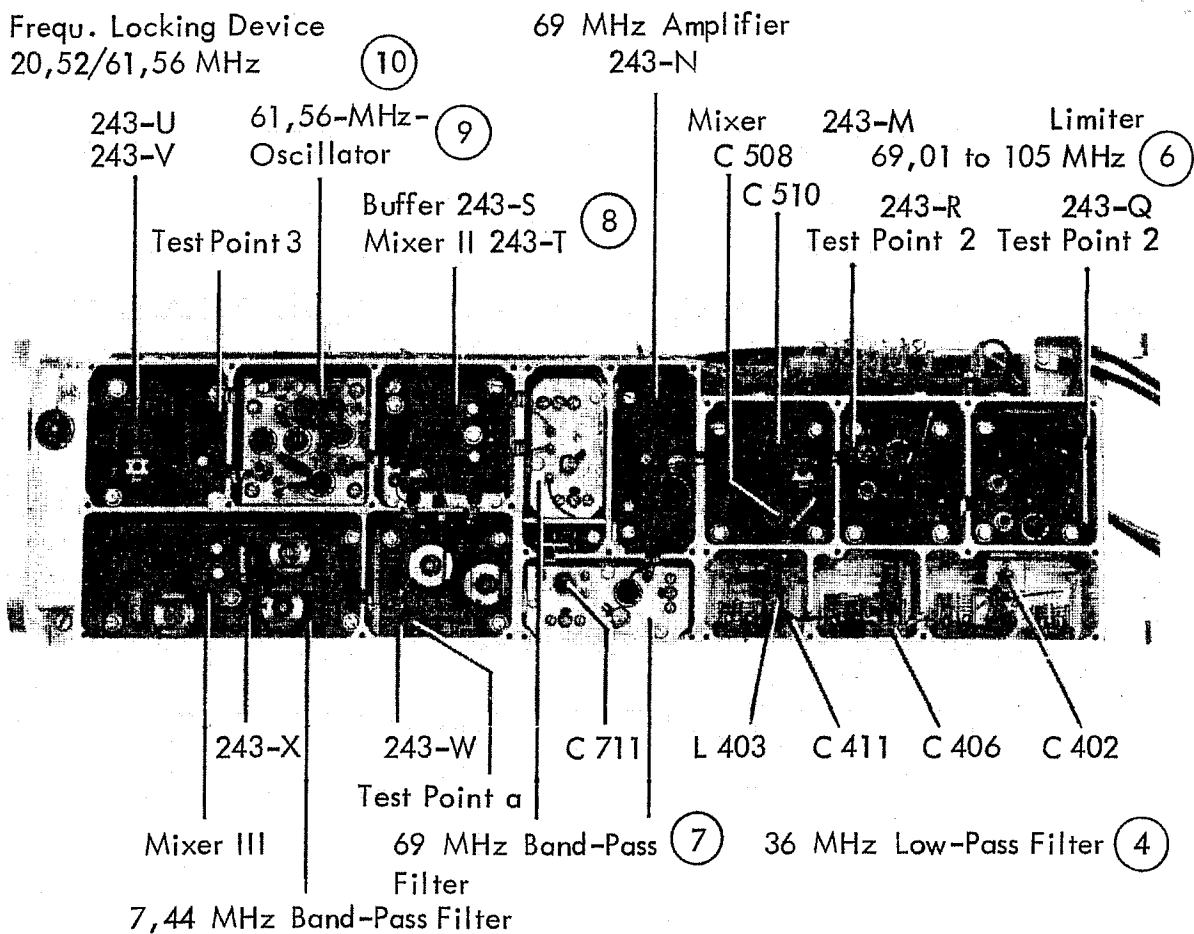 Frequ. Locking Device
20,52/61,56 MHz
10
69 MHz Amplifier
243-N
243-U
243-V
61,56-MHz-
Oscillator
9
Mixer
C 508
C 510
243-M
Limiter
69,01 to 105 MHz
6
Buffer 243-S
Mixer II 243-T
8
243-R
Test Point 2
243-Q
Test Point 2
Test Point 3
243-X
243-W
C 711
L 403
C 411
C 406
C 402
Test Point a
Mixer III
69 MHz Band-Pass
Filter
7
36 MHz Low-Pass Filter
4
7,44 MHz Band-Pass Filter